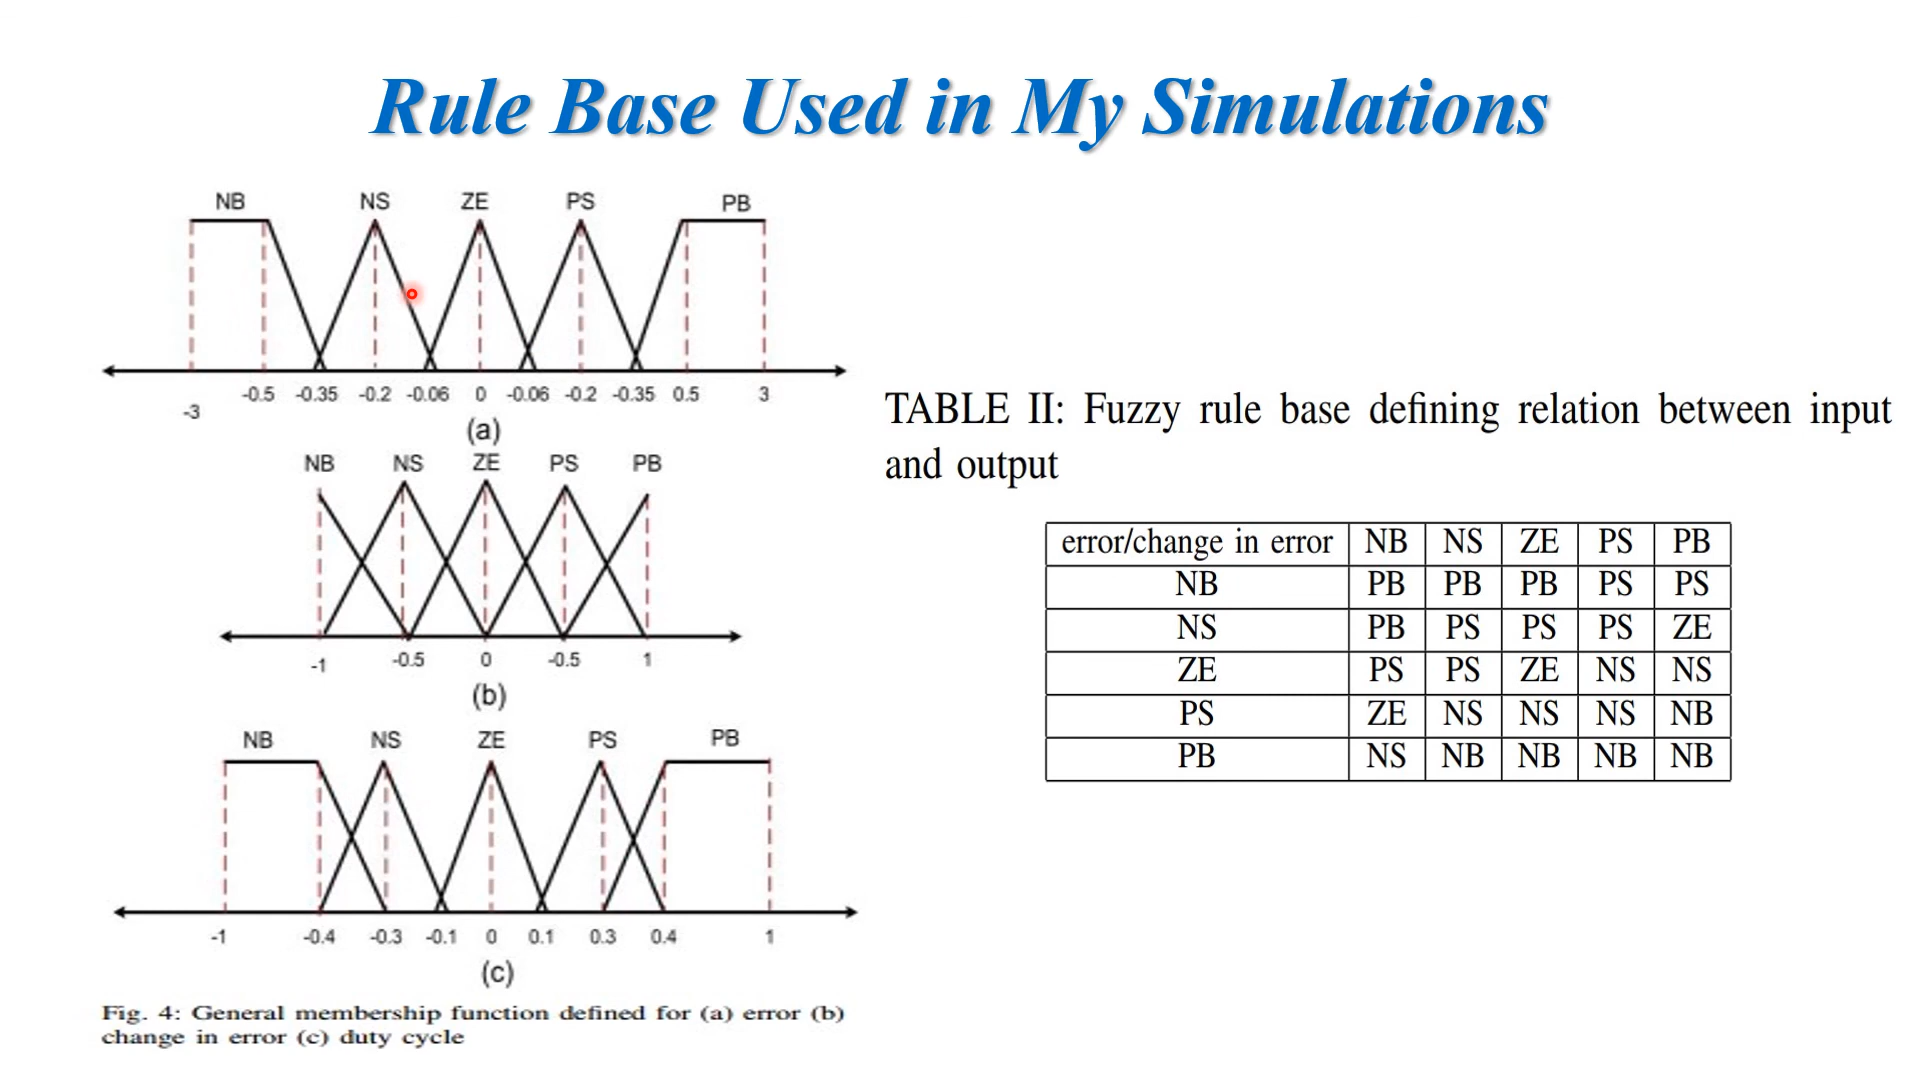 Rule Base Used in My Simulations
NB NS ZE PS PB
-3 -0.5 -0.35 -0.2 -0.06 0 -0.06 -0.2 -0.35 0.5 3
(a)
NB NS ZE PS PB
-1 -0.5 0 -0.5 1
(b)
NB NS ZE PS PB
-1 -0.4 -0.3 -0.1 0 0.1 0.3 0.4 1
(c)
Fig. 4: General membership function defined for (a) error (b)
change in error (c) duty cycle
TABLE II: Fuzzy rule base defining relation between input
and output
error/change in error NB NS ZE PS PB
NB PB PB PB PS PS
NS PB PS PS PS ZE
ZE PS PS ZE NS NS
PS ZE NS NS NS NB
PB NS NB NB NB NB